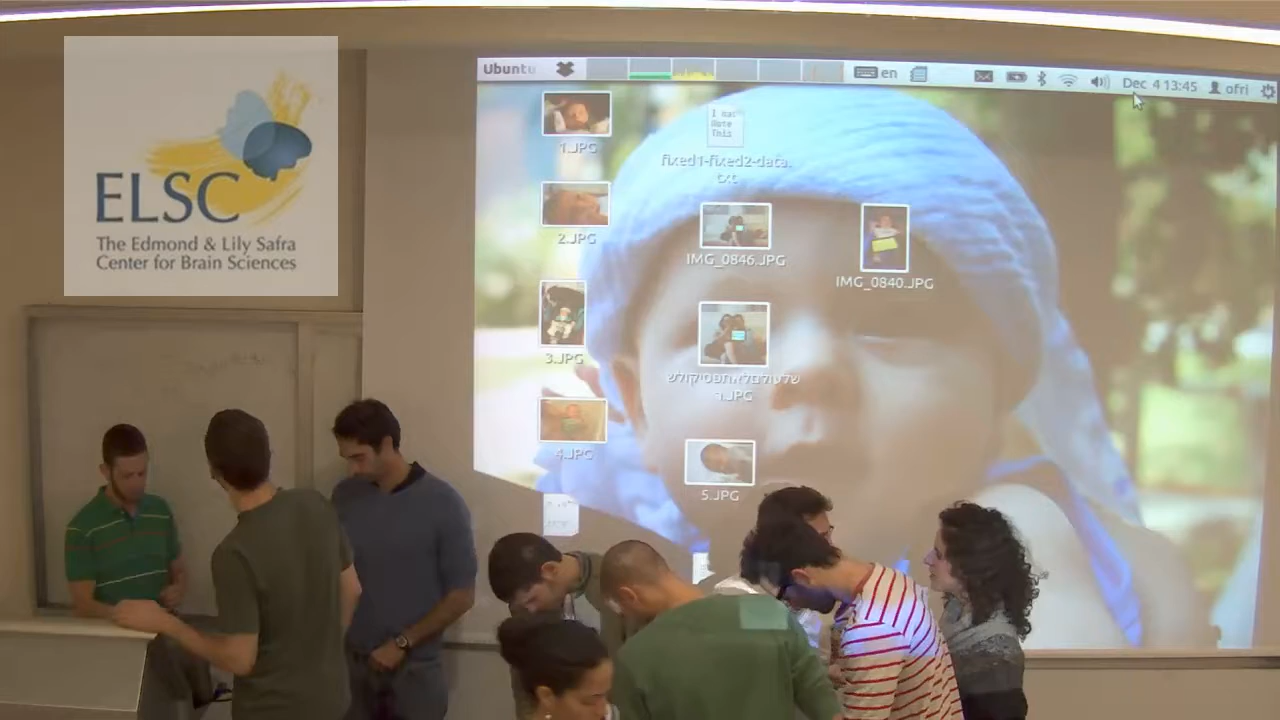 ELSC
The Edmond & Lily Safra
Center for Brain Sciences
Ubuntu
en
Dec 4 13:45
ofri
1.JPG
fixed1-fixed2-data.
txt
2.JPG
IMG_0846.JPG
IMG_0840.JPG
3.JPG
4.JPG
5.JPG